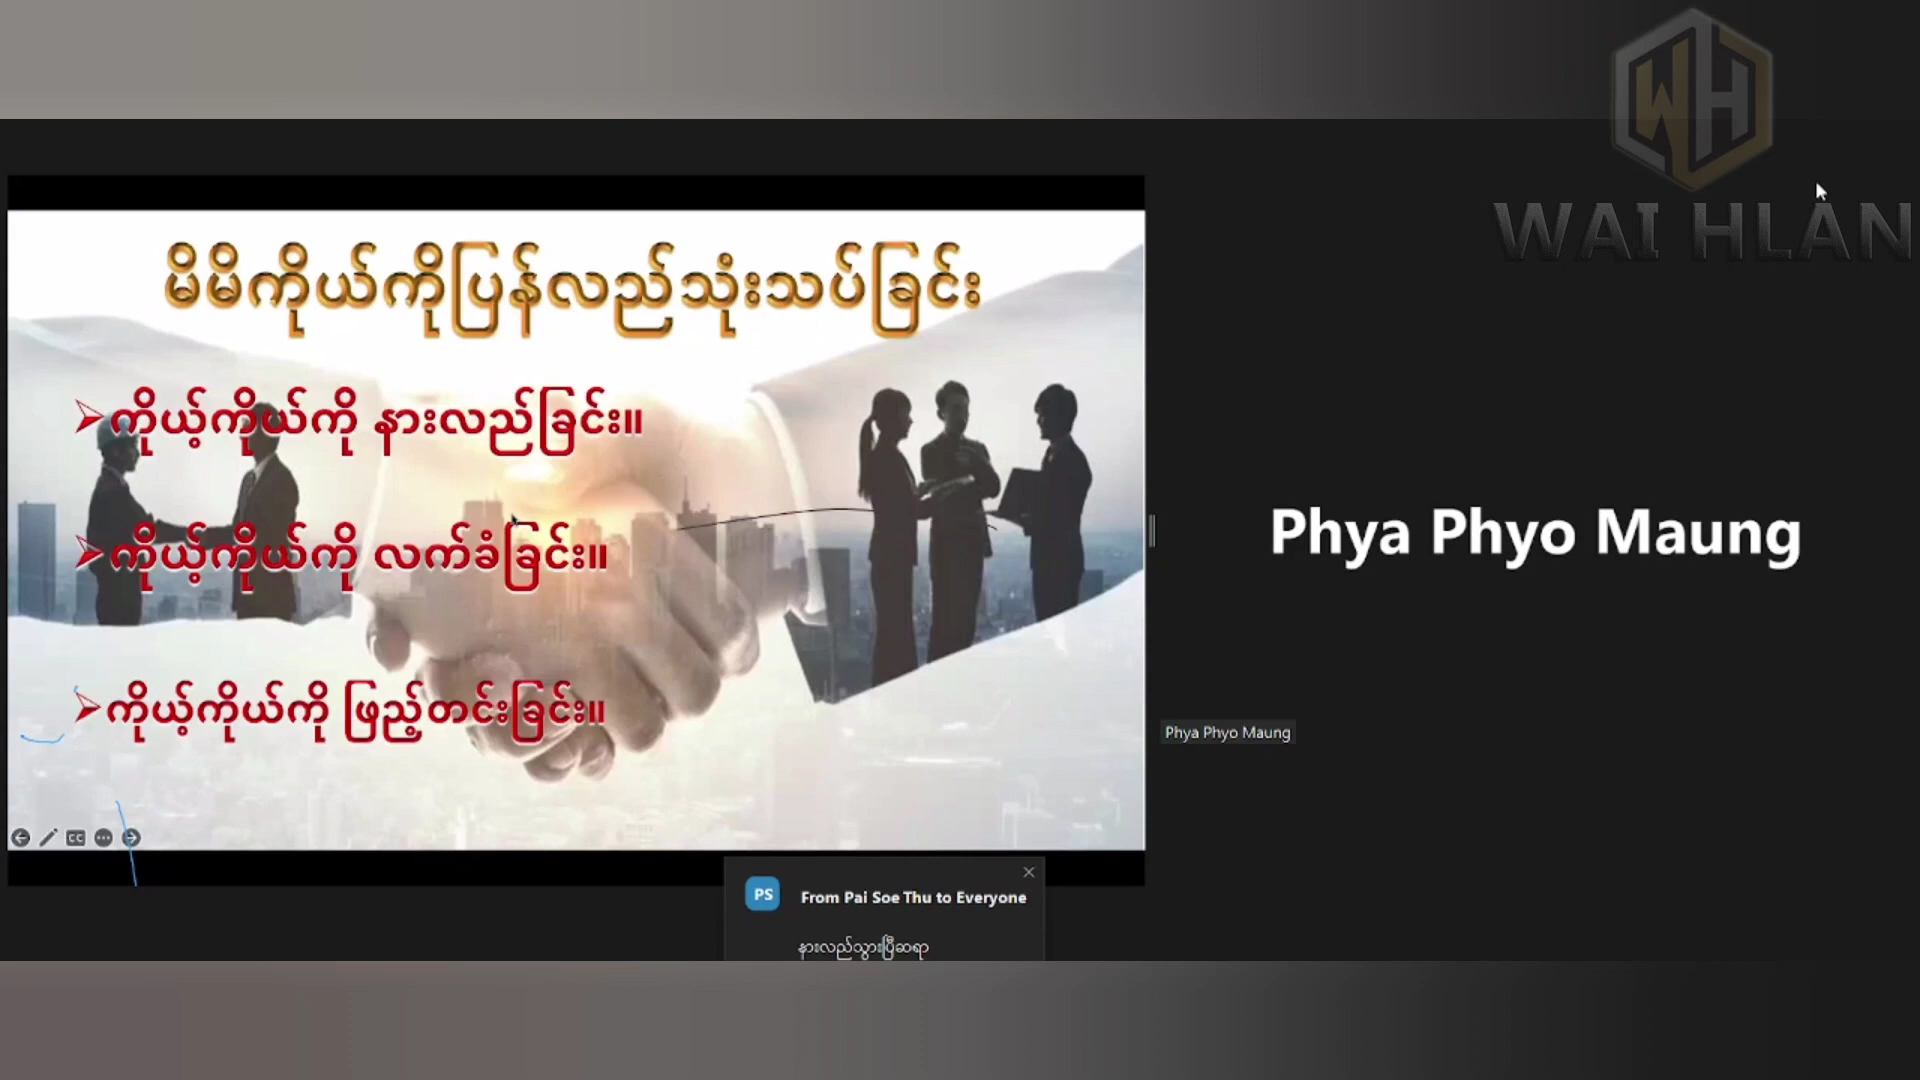 WH
WAI HLAN
မိမိကိုယ်ကိုပြန်လည်သုံးသပ်ခြင်း
ကိုယ့်ကိုယ်ကို နားလည်ခြင်း။
ကိုယ့်ကိုယ်ကို လက်ခံခြင်း။
ကိုယ့်ကိုယ်ကို ဖြည့်တင်းခြင်း။
Phya Phyo Maung
Phya Phyo Maung
CC
PS
From Pai Soe Thu to Everyone
နားလည်သွားပြီဆရာ